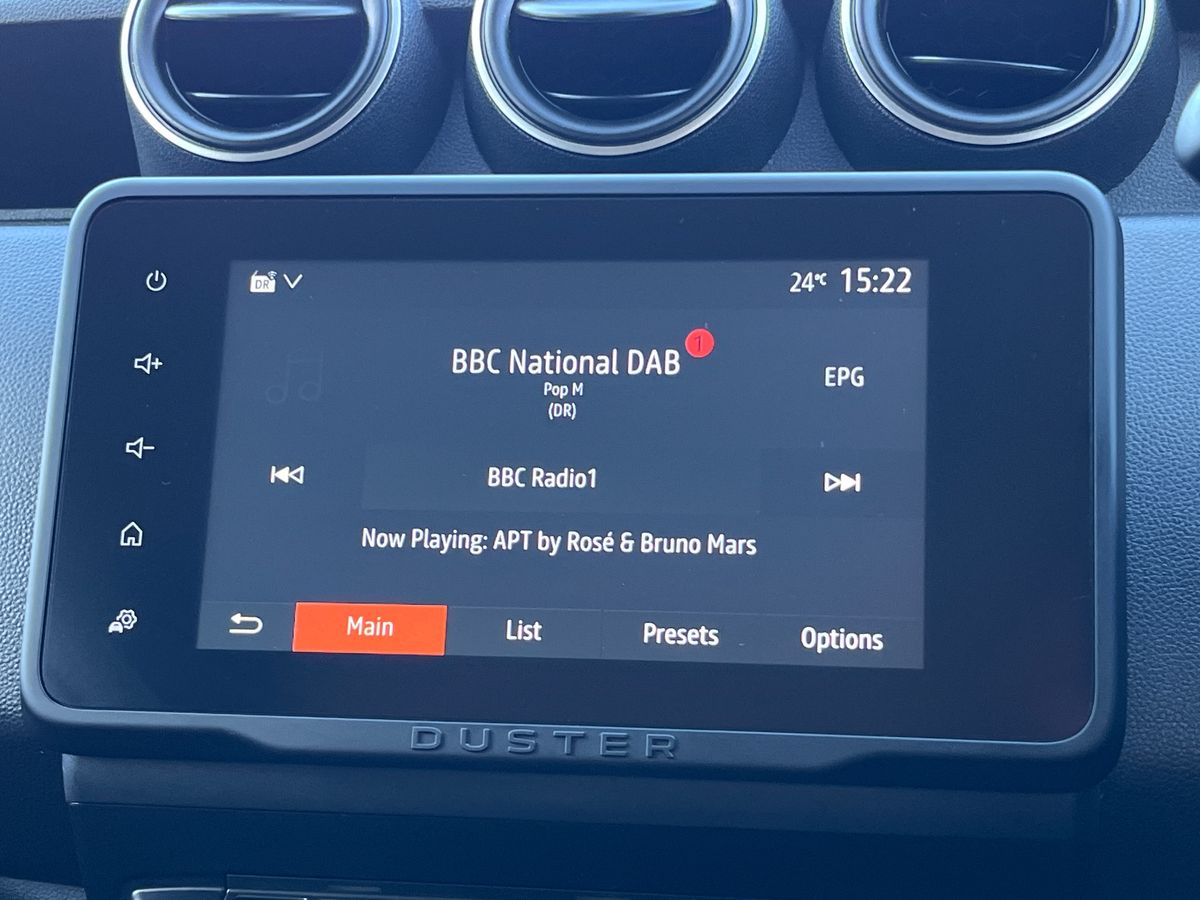 DR
24°C 15:22
BBC National DAB
1
Pop M
(DR)
EPG
BBC Radio1
Now Playing: APT by Rosé & Bruno Mars
Main List Presets Options
DUSTER